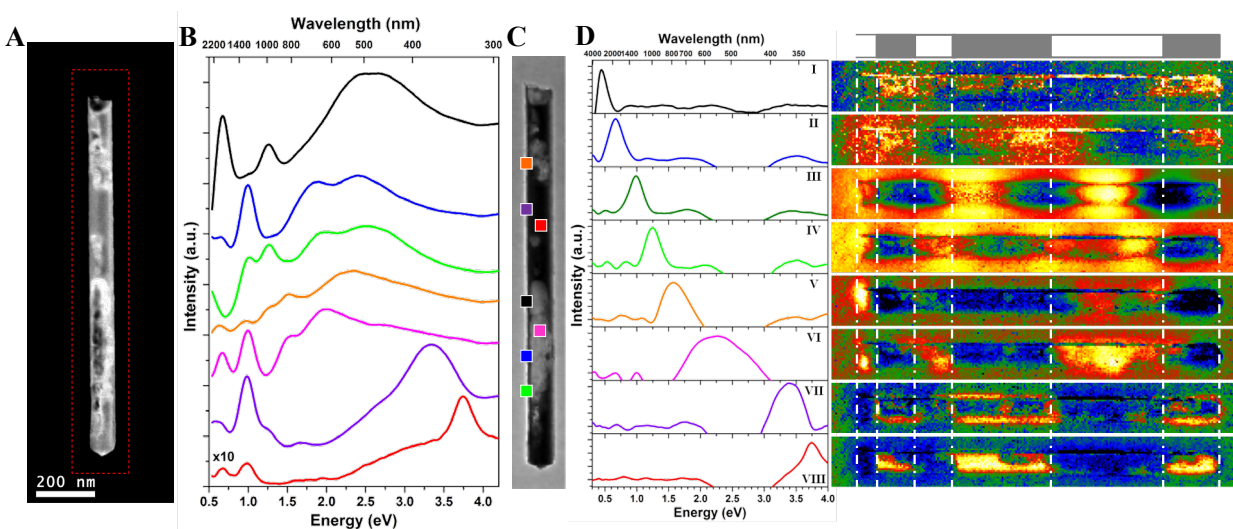 A
200 nm
B
Wavelength (nm)
2200 1400 1000 800 600 500 400 300
Intensity (a.u.)
x10
0.5 1.0 1.5 2.0 2.5 3.0 3.5 4.0
Energy (eV)
C
D
Wavelength (nm)
4000 2000 1400 1000 800 700 600 500 400 350
Intensity (a.u.)
I
II
III
IV
V
VI
VII
VIII
0.5 1.0 1.5 2.0 2.5 3.0 3.5 4.0
Energy (eV)